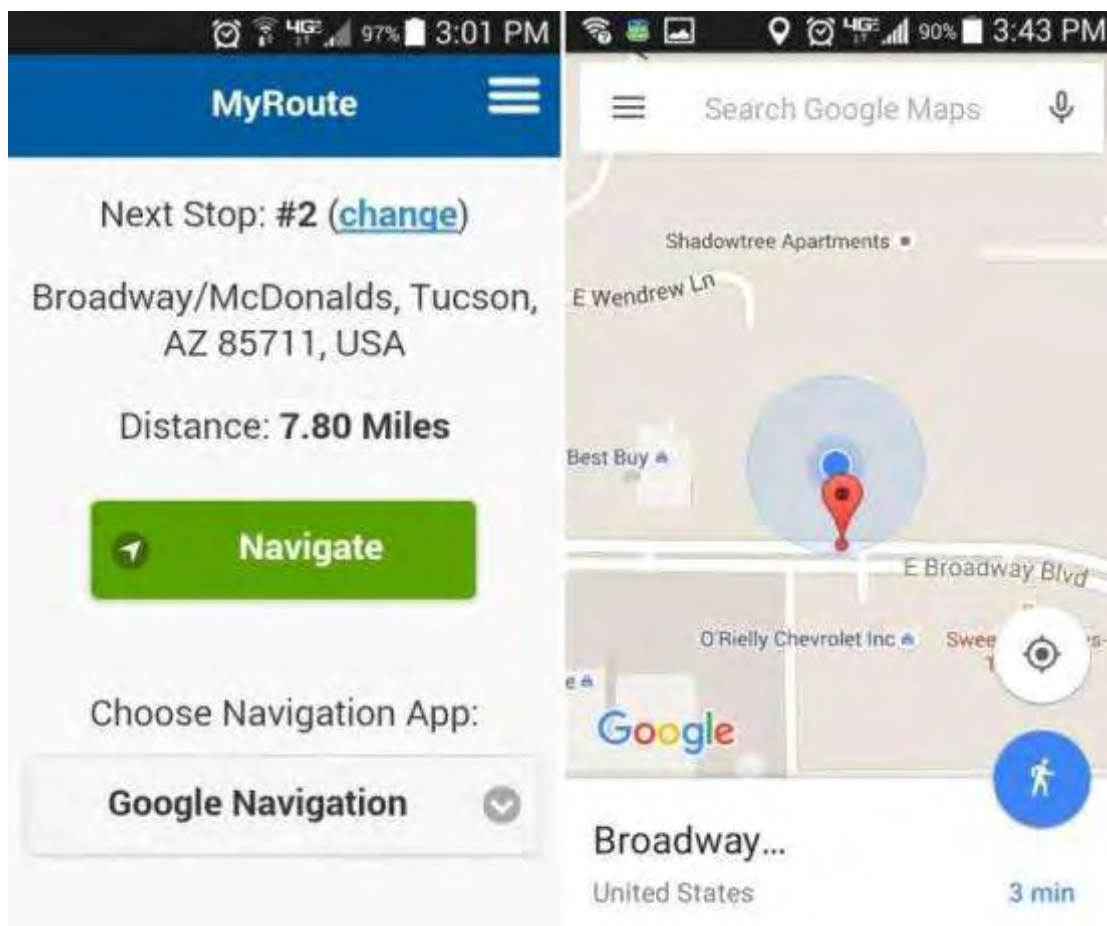 4G 97% 3:01 PM
MyRoute
Next Stop: #2 (change)
Broadway/McDonalds, Tucson,
AZ 85711, USA
Distance: 7.80 Miles
Navigate
Choose Navigation App:
Google Navigation
4G 90% 3:43 PM
Search Google Maps
Shadowtree Apartments
E Wendrew Ln
Best Buy
E Broadway Blvd
O'Rielly Chevrolet Inc
Google
Broadway...
United States
3 min